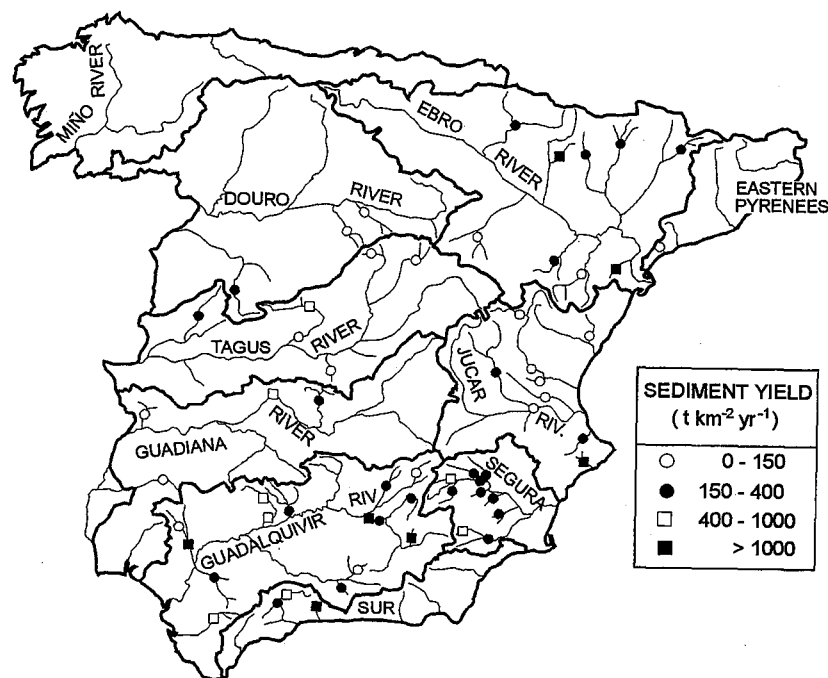 MIÑO
RIVER
EBRO
RIVER
DOURO
RIVER
EASTERN
PYRENEES
TAGUS
RIVER
JUCAR
RIV.
GUADIANA
RIVER
SEGURA
GUADALQUIVIR
RIV
SUR
SEDIMENT YIELD
( t km-2 yr-1 )
0 - 150
150 - 400
400 - 1000
> 1000